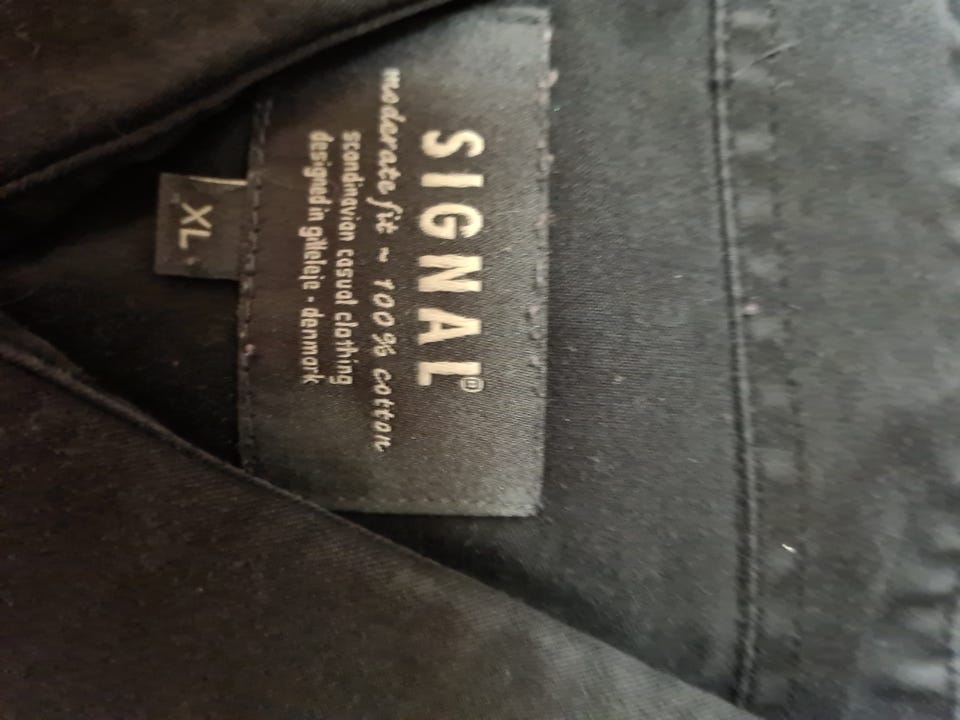 SIGNAL®
moderate fit ~ 100% cotton
scandinavian casual clothing
designed in gilleleje · denmark
XL